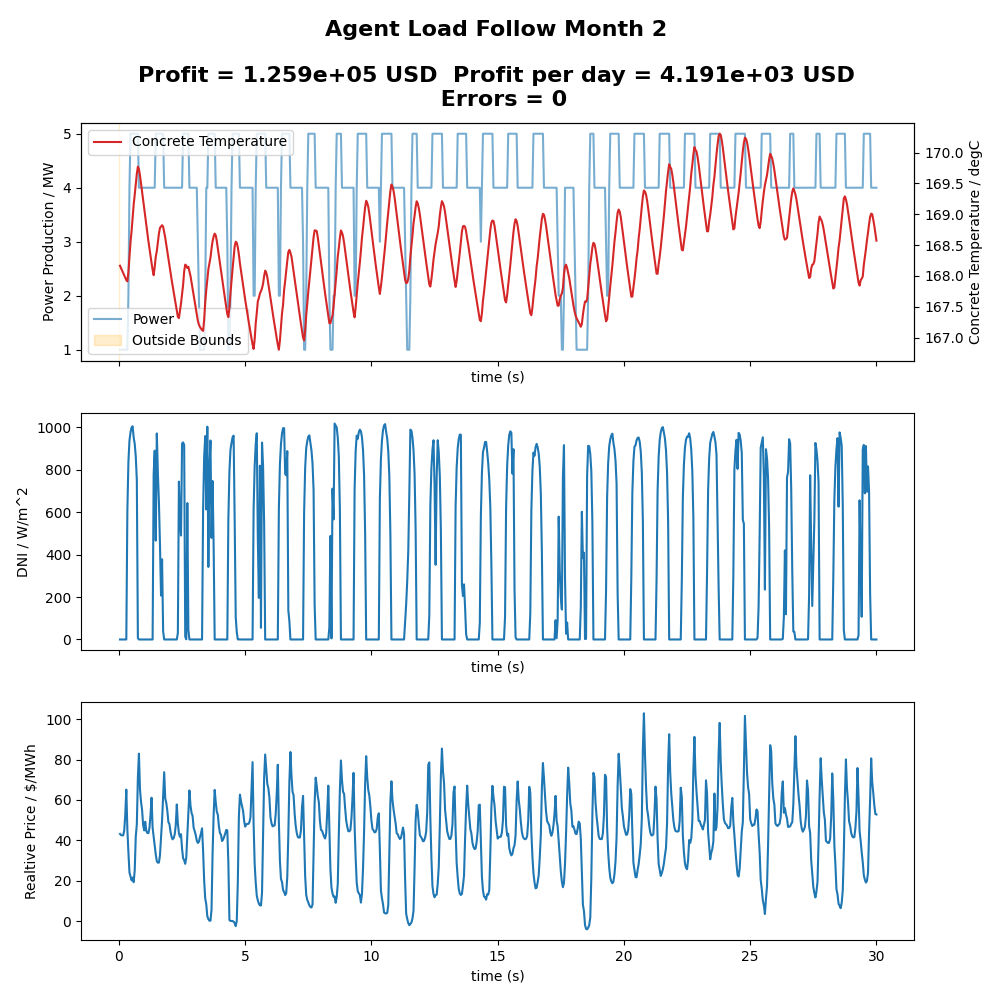 Agent Load Follow Month 2
Profit = 1.259e+05 USD  Profit per day = 4.191e+03 USD
Errors = 0
Power Production / MW
5
4
3
2
1
Concrete Temperature
Power
Outside Bounds
170.0
169.5
169.0
168.5
168.0
167.5
167.0
Concrete Temperature / degC
time (s)
DNI / W/m^2
1000
800
600
400
200
0
time (s)
Realtive Price / $/MWh
100
80
60
40
20
0
0 5 10 15 20 25 30
time (s)